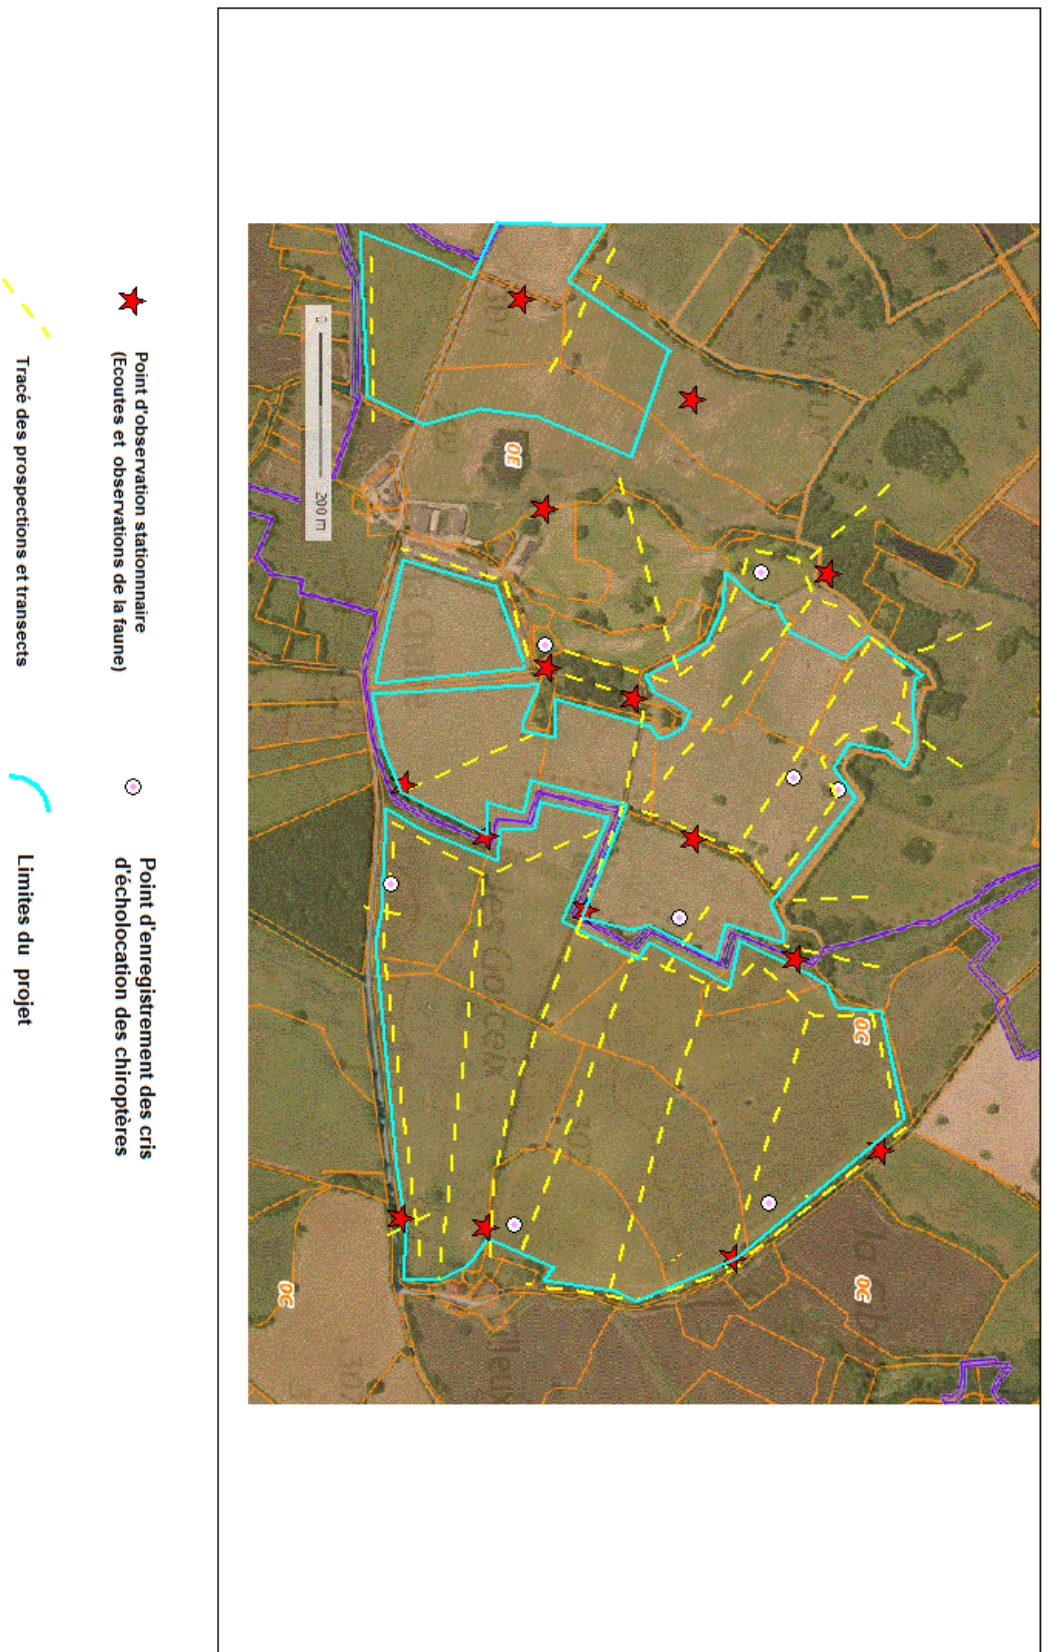 0
200 m
0E
0C
0C
0C
Point d'observation stationnnaire
(Ecoutes et observations de la faune)
Point d'enregistrement des cris
d'écholocation des chiroptères
Tracé des prospections et transects
Limites du projet